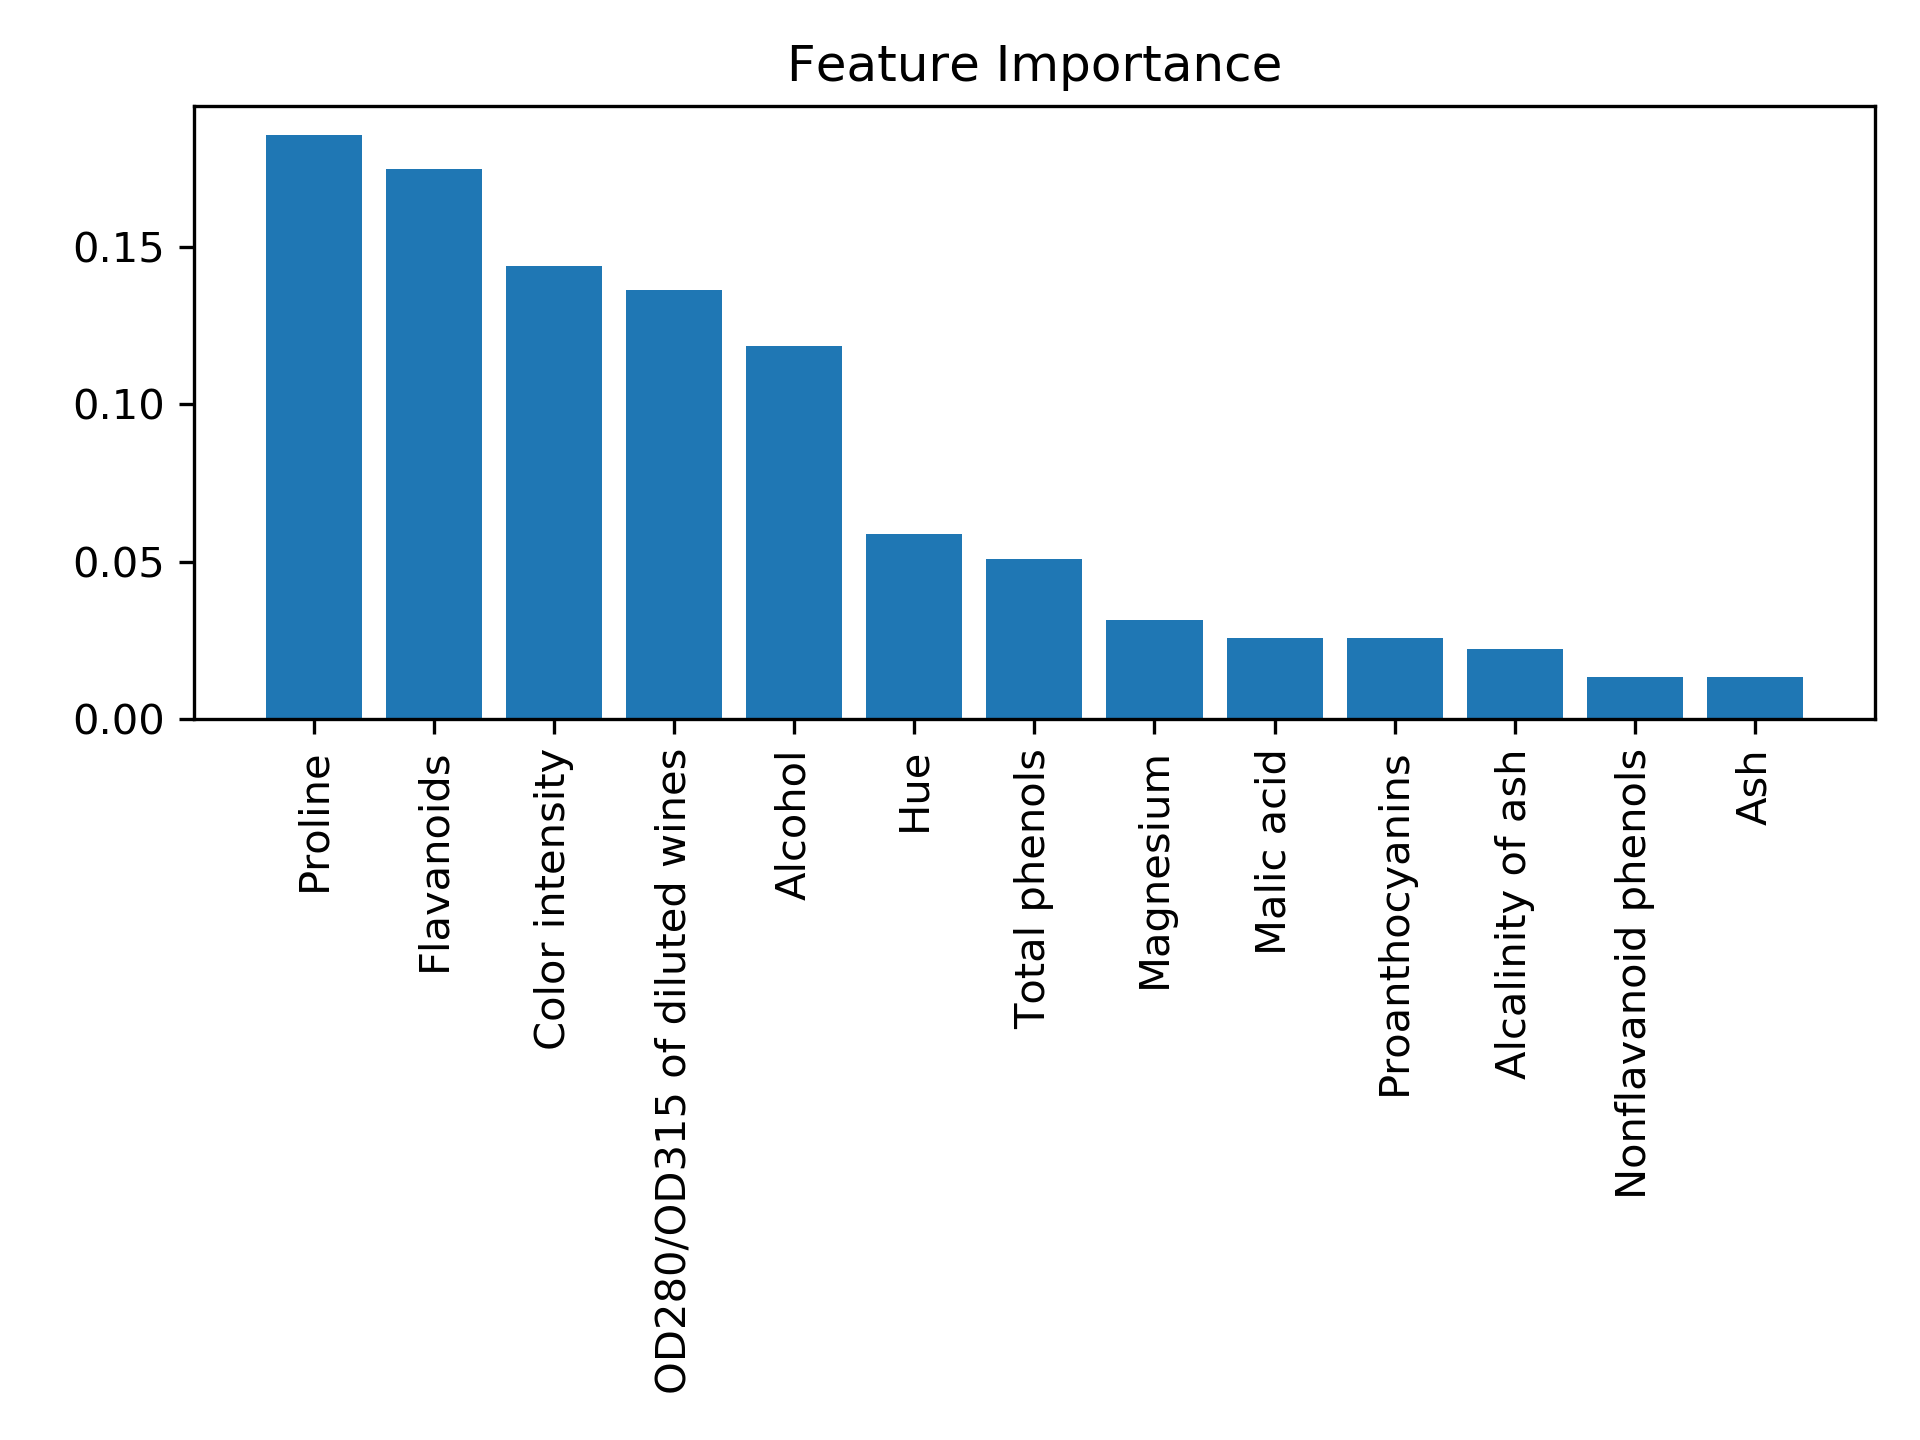 Feature Importance
0.15
0.10
0.05
0.00
Proline
Flavanoids
Color intensity
OD280/OD315 of diluted wines
Alcohol
Hue
Total phenols
Magnesium
Malic acid
Proanthocyanins
Alcalinity of ash
Nonflavanoid phenols
Ash